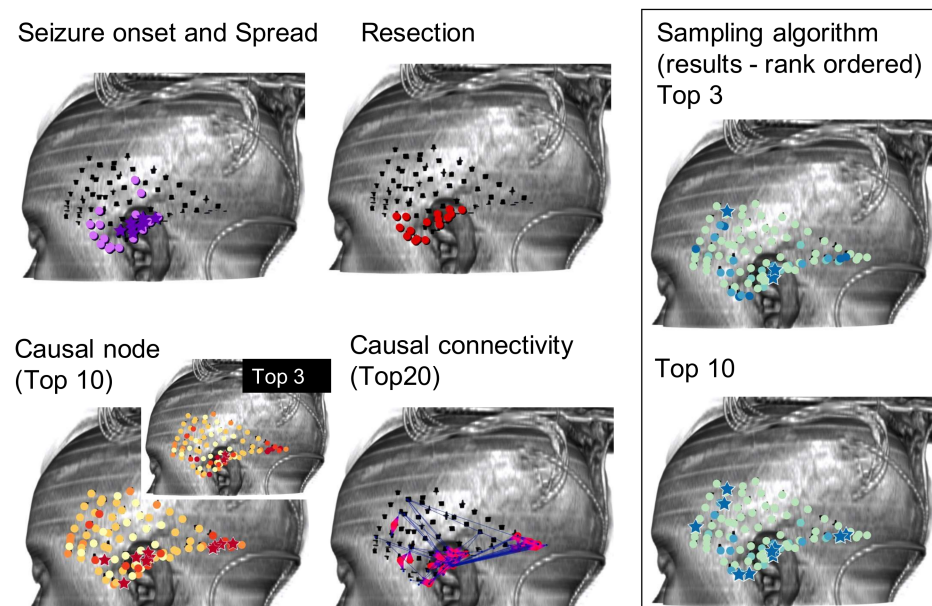 Seizure onset and Spread
Resection
Sampling algorithm
(results - rank ordered)
Top 3
Causal node
(Top 10)
Top 3
Causal connectivity
(Top20)
Top 10